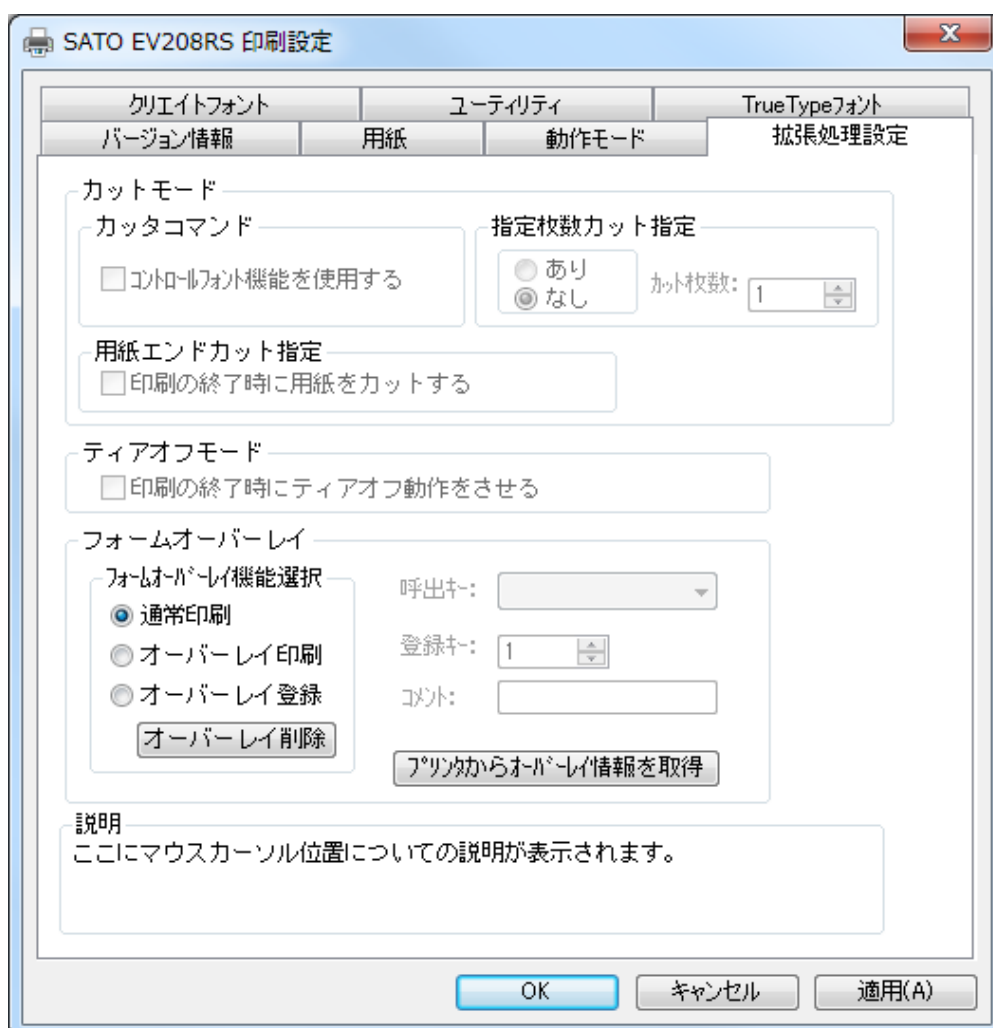 SATO EV208RS 印刷設定
クリエイトフォント ユーティリティ TrueTypeフォント
バージョン情報 用紙 動作モード 拡張処理設定
カットモード
カッタコマンド 指定枚数カット指定
コントロールフォント機能を使用する
あり
なし
カット枚数: 1
用紙エンドカット指定
印刷の終了時に用紙をカットする
ティアオフモード
印刷の終了時にティアオフ動作をさせる
フォームオーバーレイ
フォームオーバーレイ機能選択
通常印刷
オーバーレイ印刷
オーバーレイ登録
オーバーレイ削除
呼出キー:
登録キー: 1
コメント:
プリンタからオーバーレイ情報を取得
説明
ここにマウスカーソル位置についての説明が表示されます。
OK キャンセル 適用(A)